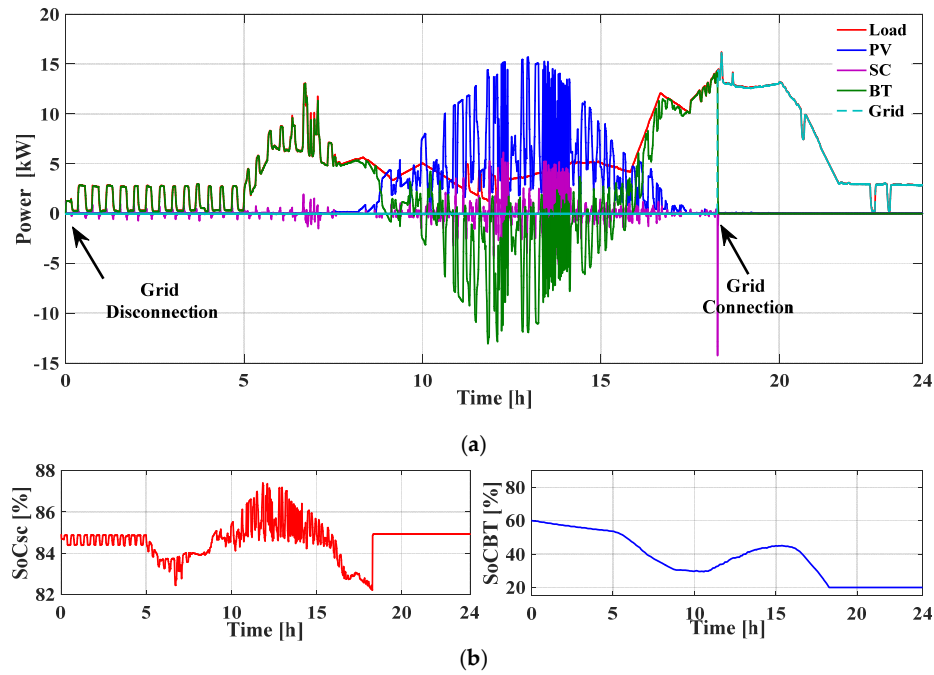 20
15
10
5
0
-5
-10
-15
Power [kW]
Load
PV
SC
BT
Grid
Grid
Disconnection
Grid
Connection
0
5
10
15
20
24
Time [h]
(a)
88
86
84
82
SoCsc [%]
0
5
10
15
20
24
Time [h]
80
60
40
20
SoCBT [%]
0
5
10
15
20
24
Time [h]
(b)